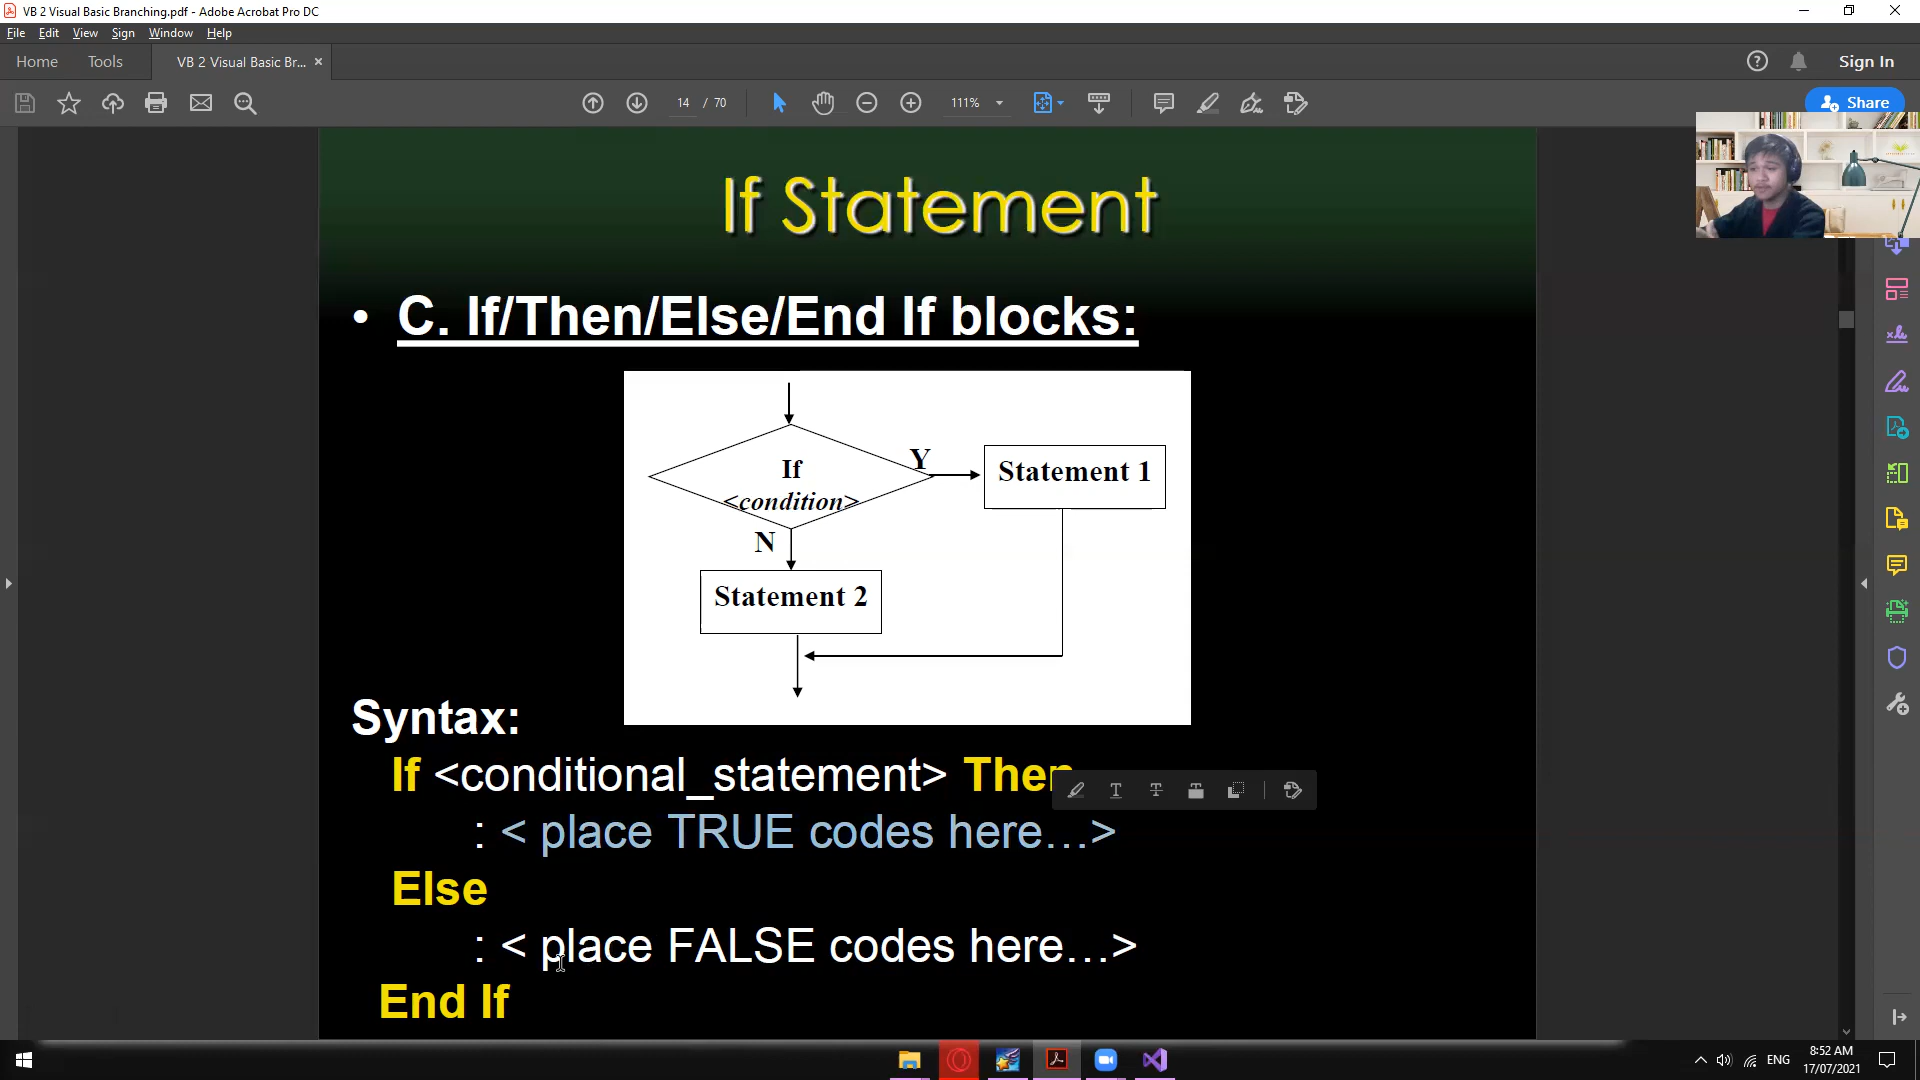 VB 2 Visual Basic Branching.pdf - Adobe Acrobat Pro DC
File Edit View Sign Window Help
Home Tools VB 2 Visual Basic Br... × Sign In
14 / 70 111% Share
If Statement
• C. If/Then/Else/End If blocks:
If
<condition>
Y
Statement 1
N
Statement 2
Syntax:
If <conditional_statement> Then
: < place TRUE codes here…>
Else
: < place FALSE codes here…>
End If
ENG 8:52 AM
17/07/2021